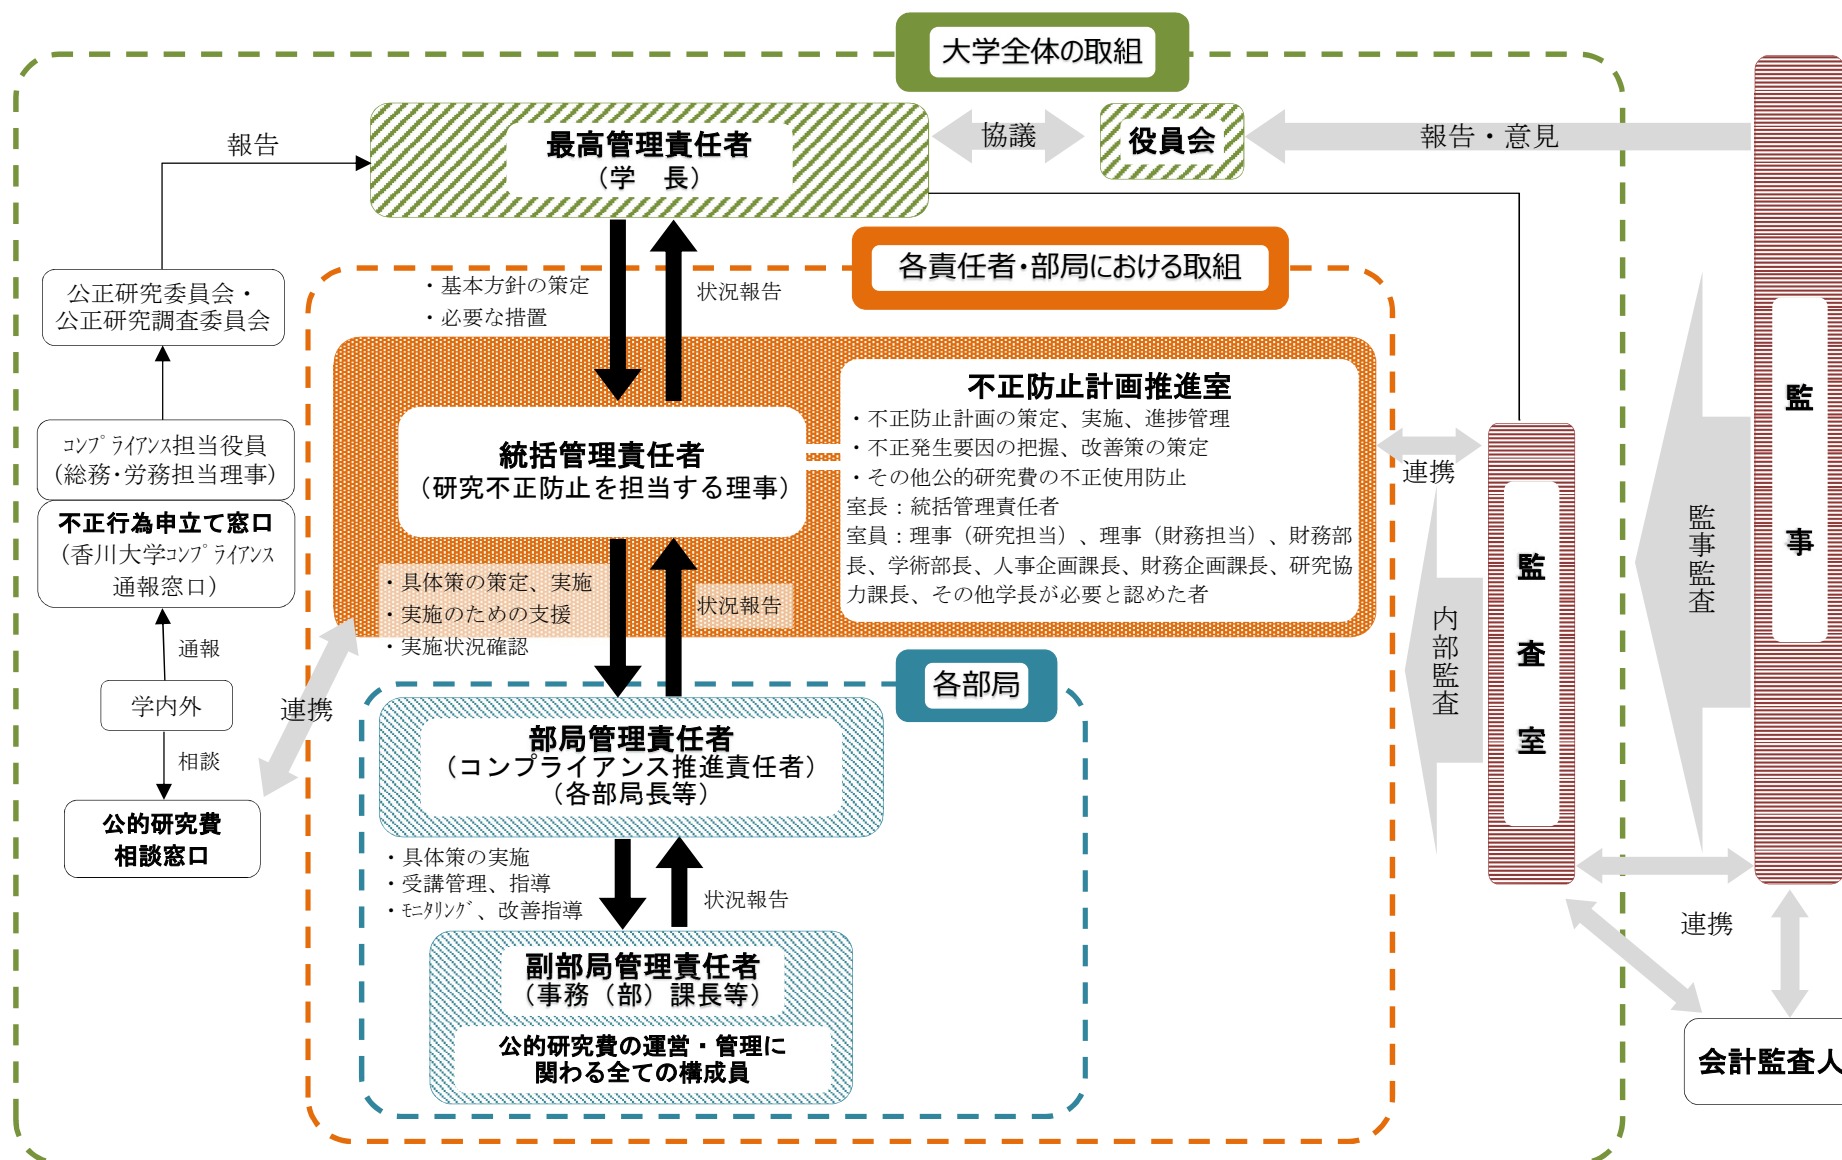 大学全体の取組
最高管理責任者
（学　長）
協議
役員会
報告・意見
報告
各責任者・部局における取組
・基本方針の策定
・必要な措置
状況報告
公正研究委員会・
公正研究調査委員会
ｺﾝﾌﾟﾗｲｱﾝｽ担当役員
（総務・労務担当理事）
不正行為申立て窓口
（香川大学ｺﾝﾌﾟﾗｲｱﾝｽ
通報窓口）
通報
学内外
相談
公的研究費
相談窓口
連携
統括管理責任者
（研究不正防止を担当する理事）
不正防止計画推進室
・不正防止計画の策定、実施、進捗管理
・不正発生要因の把握、改善策の策定
・その他公的研究費の不正使用防止
室長：統括管理責任者
室員：理事（研究担当）、理事（財務担当）、財務部
長、学術部長、人事企画課長、財務企画課長、研究協
力課長、その他学長が必要と認めた者
・具体策の策定、実施
・実施のための支援
・実施状況確認
状況報告
各部局
部局管理責任者
（コンプライアンス推進責任者）
（各部局長等）
・具体策の実施
・受講管理、指導
・ﾓﾆﾀﾘﾝｸﾞ、改善指導
状況報告
副部局管理責任者
（事務（部）課長等）
公的研究費の運営・管理に
関わる全ての構成員
連携
内部監査
監査室
監事監査
監事
連携
会計監査人